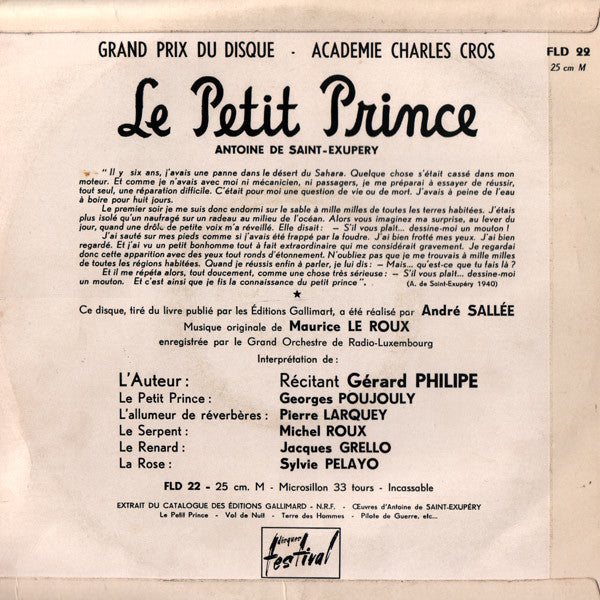 GRAND PRIX DU DISQUE - ACADEMIE CHARLES CROS
FLD 22
25 cm M
Le Petit Prince
ANTOINE DE SAINT-EXUPERY
" Il y six ans, j'avais une panne dans le désert du Sahara. Quelque chose s'était cassé dans mon
moteur. Et comme je n'avais avec moi ni mécanicien, ni passagers, je me préparai à essayer de réussir,
tout seul, une réparation difficile. C'était pour moi une question de vie ou de mort. J'avais à peine de l'eau
à boire pour huit jours.
Le premier soir je me suis donc endormi sur le sable à mille milles de toutes les terres habitées. J'étais
plus isolé qu'un naufragé sur un radeau au milieu de l'océan. Alors vous imaginez ma surprise, au lever du
jour, quand une drôle de petite voix m'a réveillé. Elle disait : — S'il vous plaît... dessine-moi un mouton !
J'ai sauté sur mes pieds comme si j'avais été frappé par la foudre. J'ai bien frotté mes yeux. J'ai bien
regardé. Et j'ai vu un petit bonhomme tout à fait extraordinaire qui me considérait gravement. Je regardai
donc cette apparition avec des yeux tout ronds d'étonnement. N'oubliez pas que je me trouvais à mille milles
de toutes les régions habitées. Quand je réussis enfin à parler, je lui dis : — Mais... qu'est-ce que tu fais là ?
Et il me répéta alors, tout doucement, comme une chose très sérieuse : — S'il vous plaît... dessine-moi
un mouton. Et c'est ainsi que je fis la connaissance du petit prince".
(A. de Saint-Exupéry 1940)
Ce disque, tiré du livre publié par les Éditions Gallimart, a été réalisé par André SALLÉE
Musique originale de Maurice LE ROUX
enregistrée par le Grand Orchestre de Radio-Luxembourg
Interprétation de :
L'Auteur : Récitant Gérard PHILIPE
Le Petit Prince : Georges POUJOULY
L'allumeur de réverbères : Pierre LARQUEY
Le Serpent : Michel ROUX
Le Renard : Jacques GRELLO
La Rose : Sylvie PELAYO
FLD 22 - 25 cm. M - Microsillon 33 tours - Incassable
EXTRAIT DU CATALOGUE DES ÉDITIONS GALLIMARD - N.R.F. - Œuvres d'Antoine de SAINT-EXUPÉRY
Le Petit Prince - Vol de Nuit - Terre des Hommes - Pilote de Guerre, etc...
disques
festival